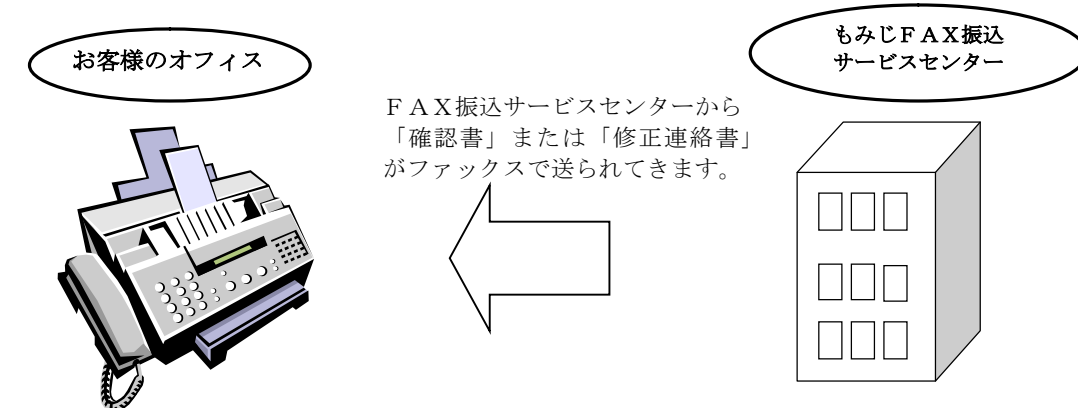 お客様のオフィス
もみじＦＡＸ振込
サービスセンター
ＦＡＸ振込サービスセンターから
「確認書」または「修正連絡書」
がファックスで送られてきます。